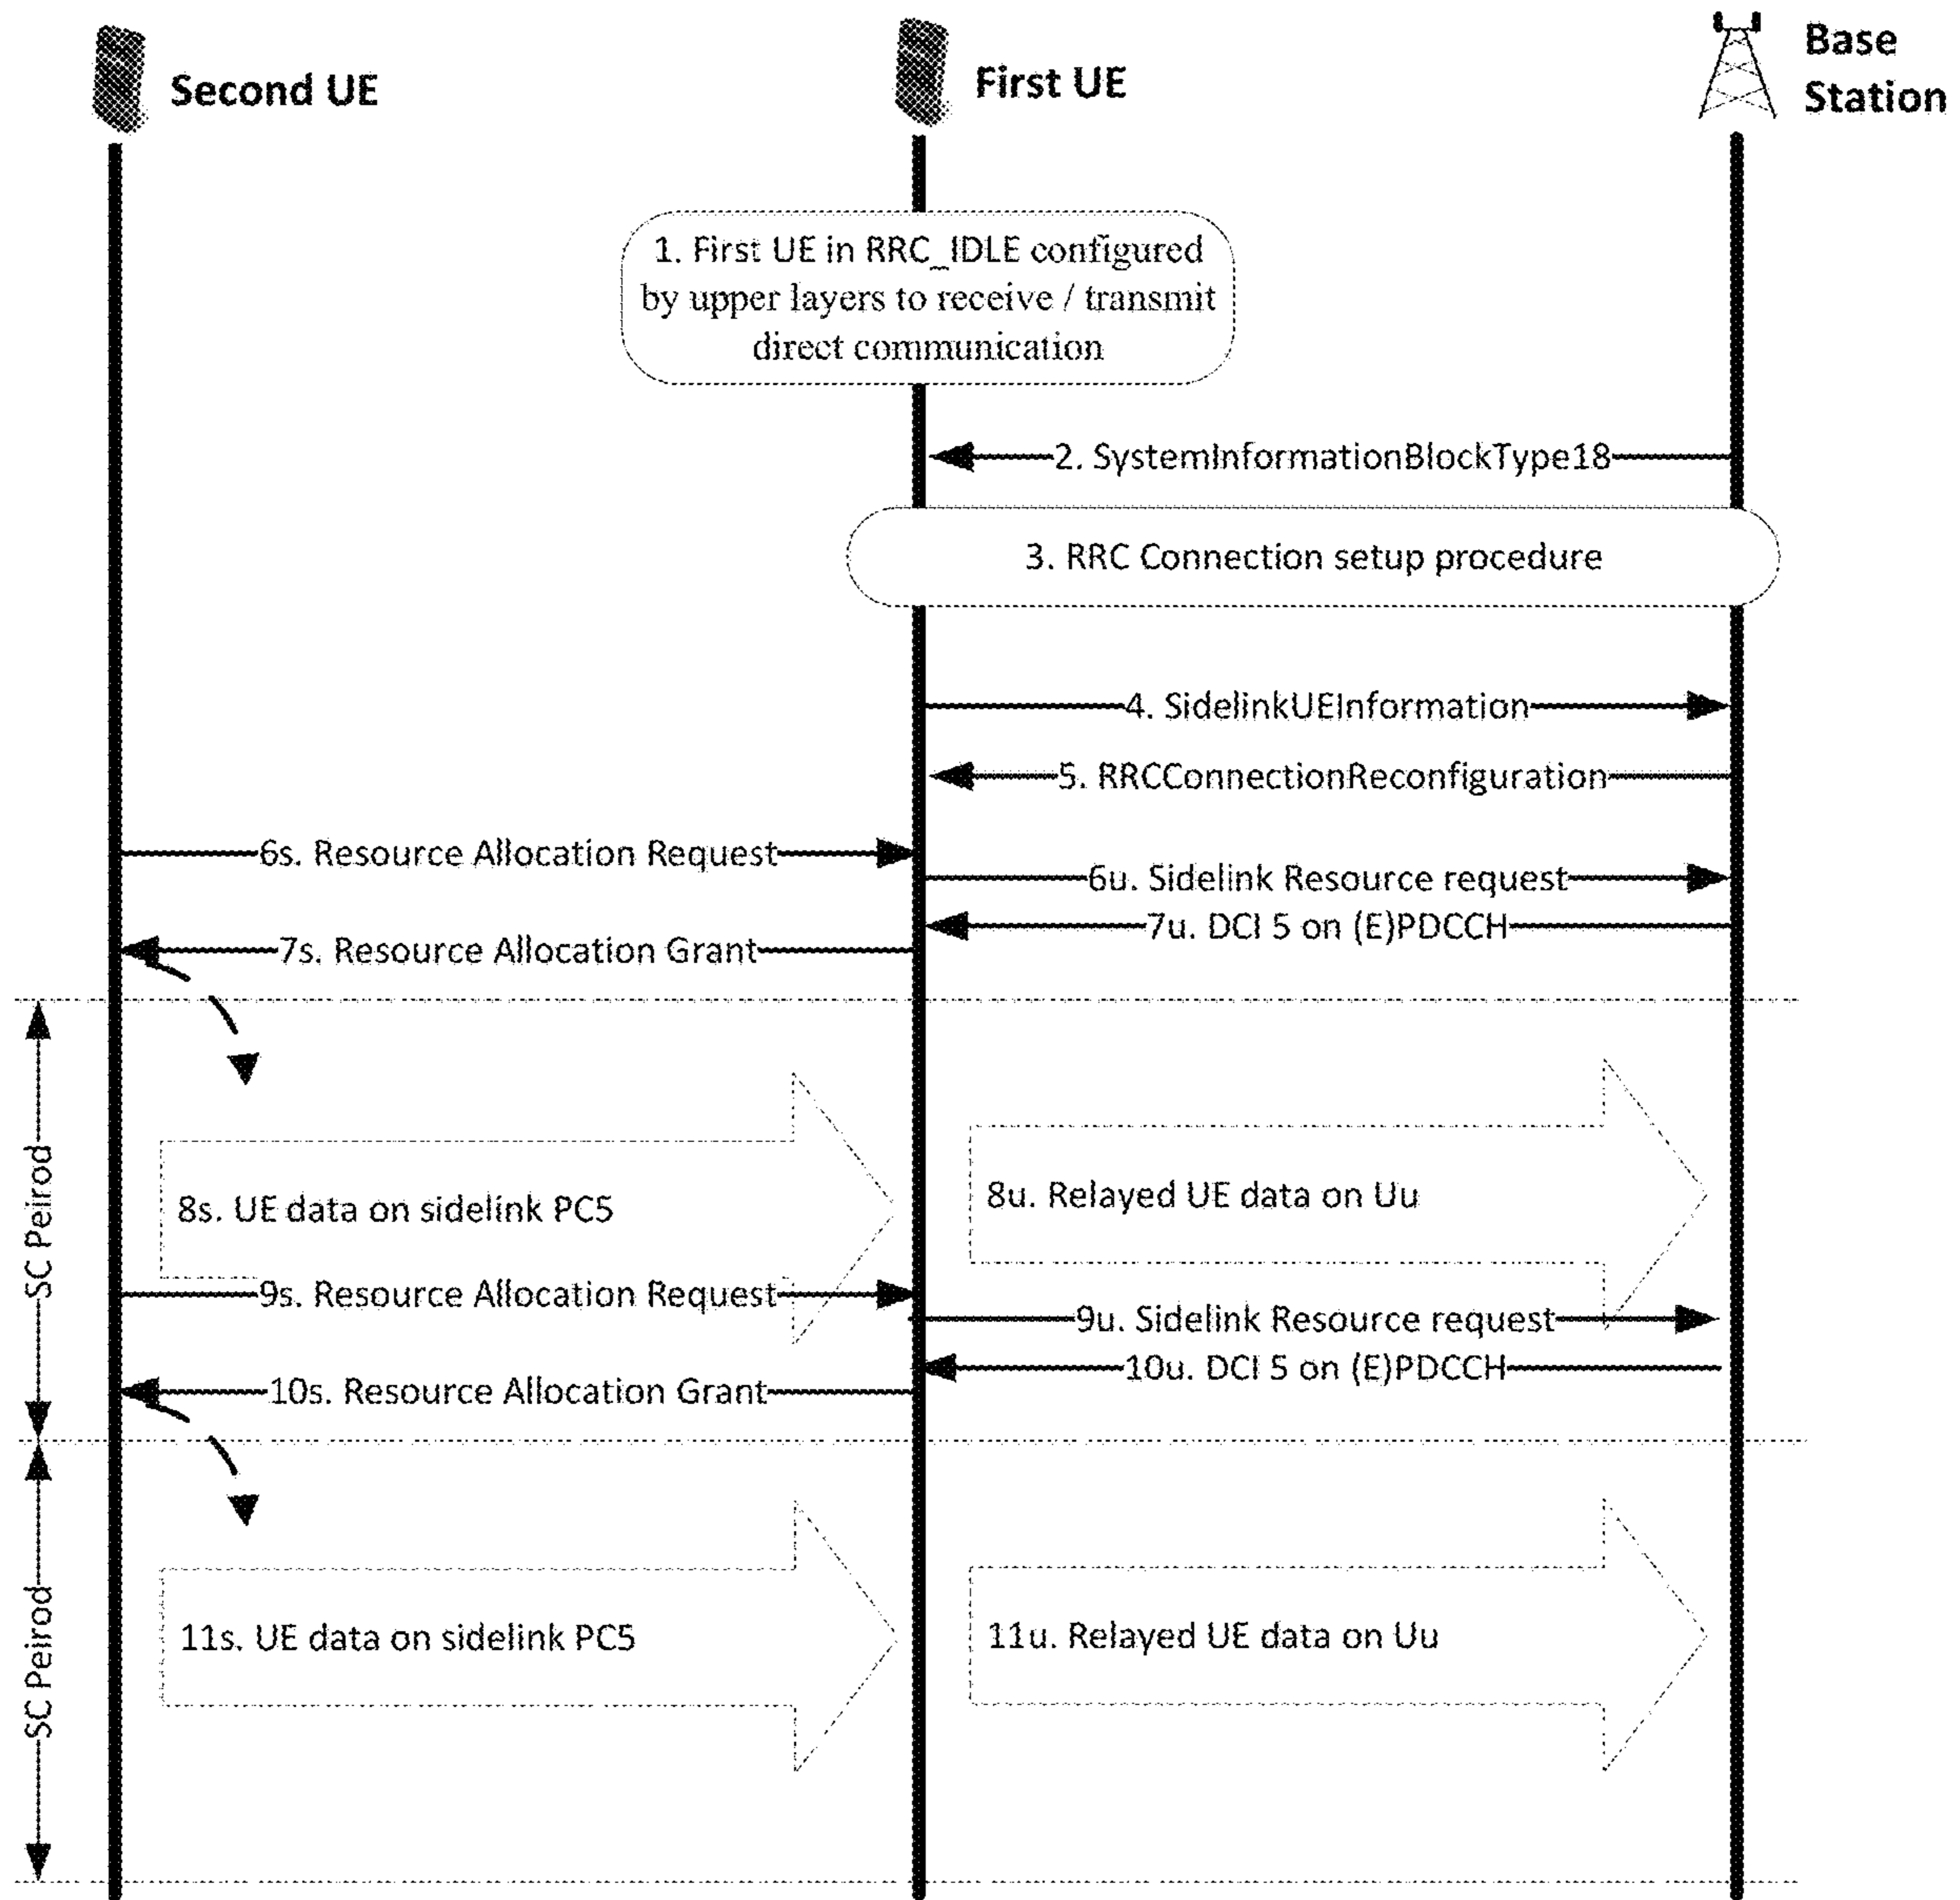 Second UE
First UE
Base
Station
1. First UE in RRC_IDLE configured
by upper layers to receive / transmit
direct communication
2. SystemInformationBlockType18
3. RRC Connection setup procedure
4. SidelinkUEInformation
5. RRCConnectionReconfiguration
6s. Resource Allocation Request
6u. Sidelink Resource request
7u. DCI 5 on (E)PDCCH
7s. Resource Allocation Grant
SC Peirod
8s. UE data on sidelink PC5
8u. Relayed UE data on Uu
9s. Resource Allocation Request
9u. Sidelink Resource request
10u. DCI 5 on (E)PDCCH
10s. Resource Allocation Grant
SC Peirod
11s. UE data on sidelink PC5
11u. Relayed UE data on Uu